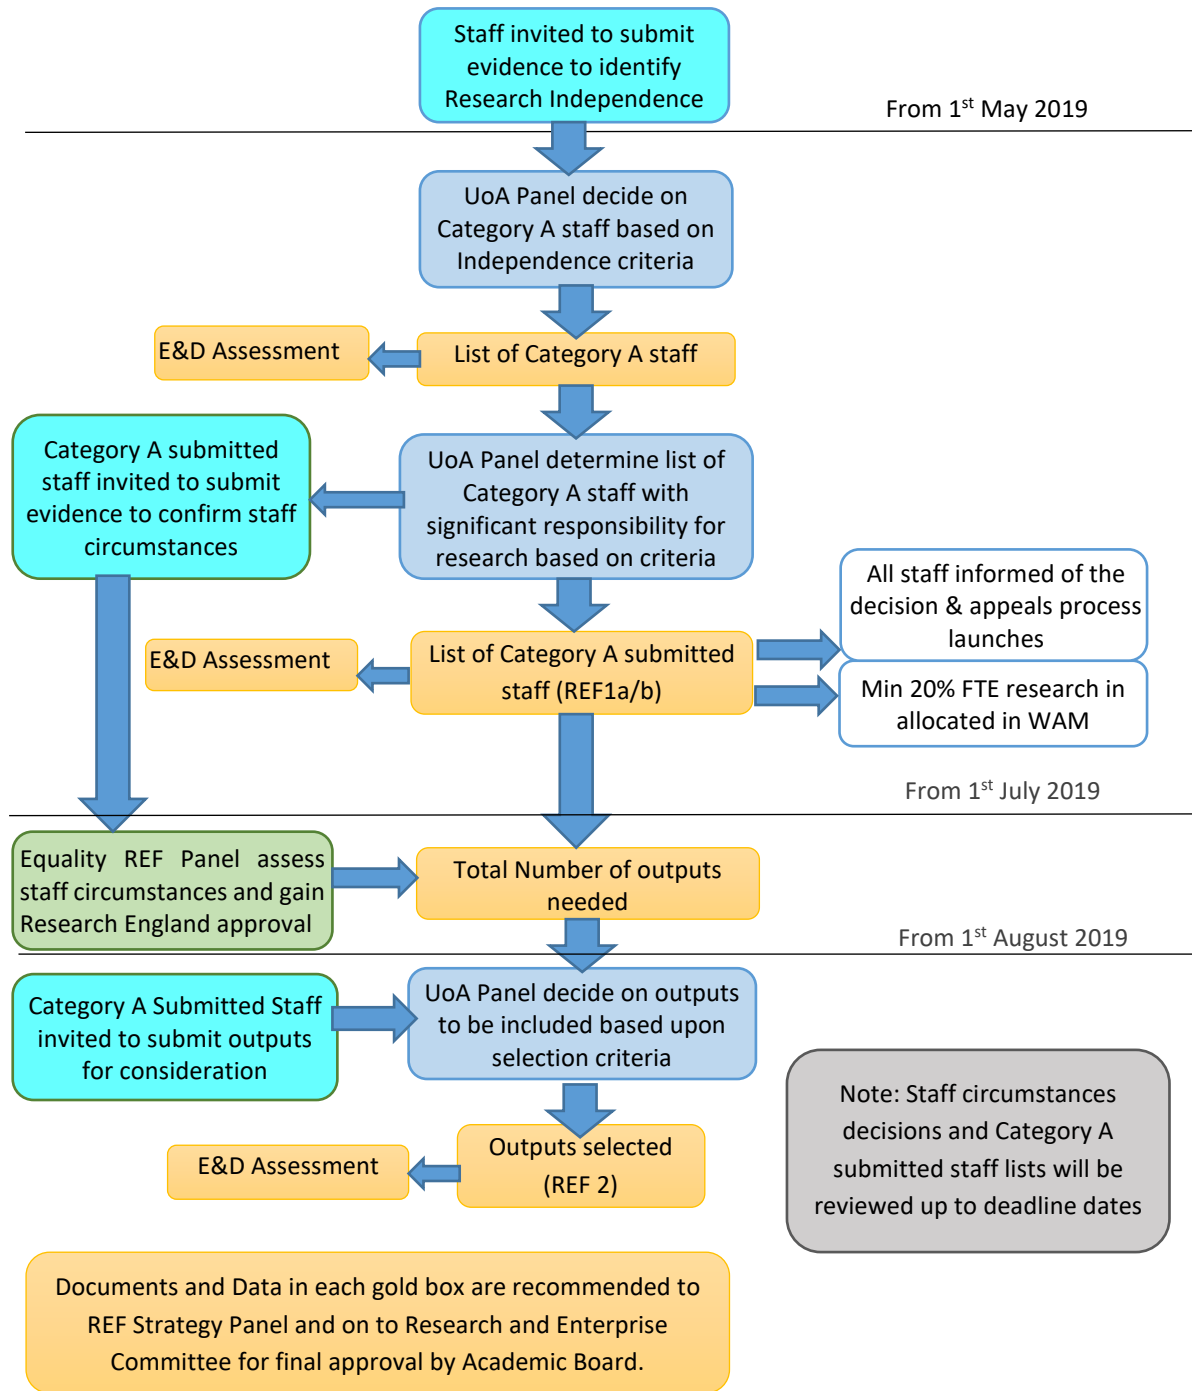 Staff invited to submit
evidence to identify
Research Independence
From 1st May 2019
UoA Panel decide on
Category A staff based on
Independence criteria
E&D Assessment
List of Category A staff
Category A submitted
staff invited to submit
evidence to confirm staff
circumstances
UoA Panel determine list of
Category A staff with
significant responsibility for
research based on criteria
All staff informed of the
decision & appeals process
launches
E&D Assessment
List of Category A submitted
staff (REF1a/b)
Min 20% FTE research in
allocated in WAM
From 1st July 2019
Equality REF Panel assess
staff circumstances and gain
Research England approval
Total Number of outputs
needed
From 1st August 2019
Category A Submitted Staff
invited to submit outputs
for consideration
UoA Panel decide on outputs
to be included based upon
selection criteria
Note: Staff circumstances
decisions and Category A
submitted staff lists will be
reviewed up to deadline dates
E&D Assessment
Outputs selected
(REF 2)
Documents and Data in each gold box are recommended to
REF Strategy Panel and on to Research and Enterprise
Committee for final approval by Academic Board.